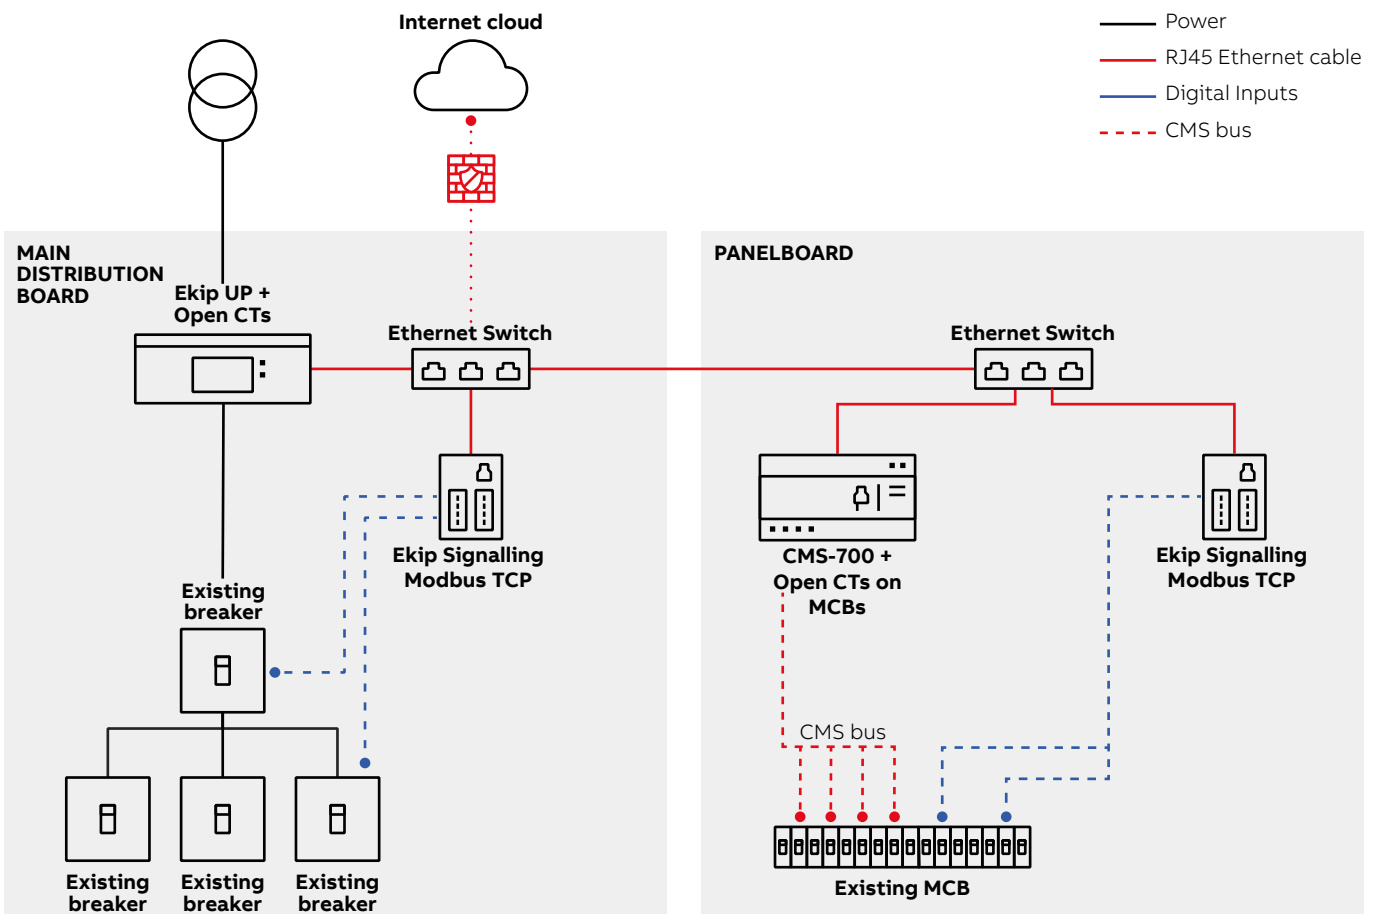 Internet cloud
Power
RJ45 Ethernet cable
Digital Inputs
CMS bus
MAIN
DISTRIBUTION
BOARD
Ekip UP +
Open CTs
Ethernet Switch
Ekip Signalling
Modbus TCP
Existing
breaker
Existing
breaker
Existing
breaker
Existing
breaker
PANELBOARD
Ethernet Switch
CMS-700 +
Open CTs on
MCBs
Ekip Signalling
Modbus TCP
CMS bus
Existing MCB